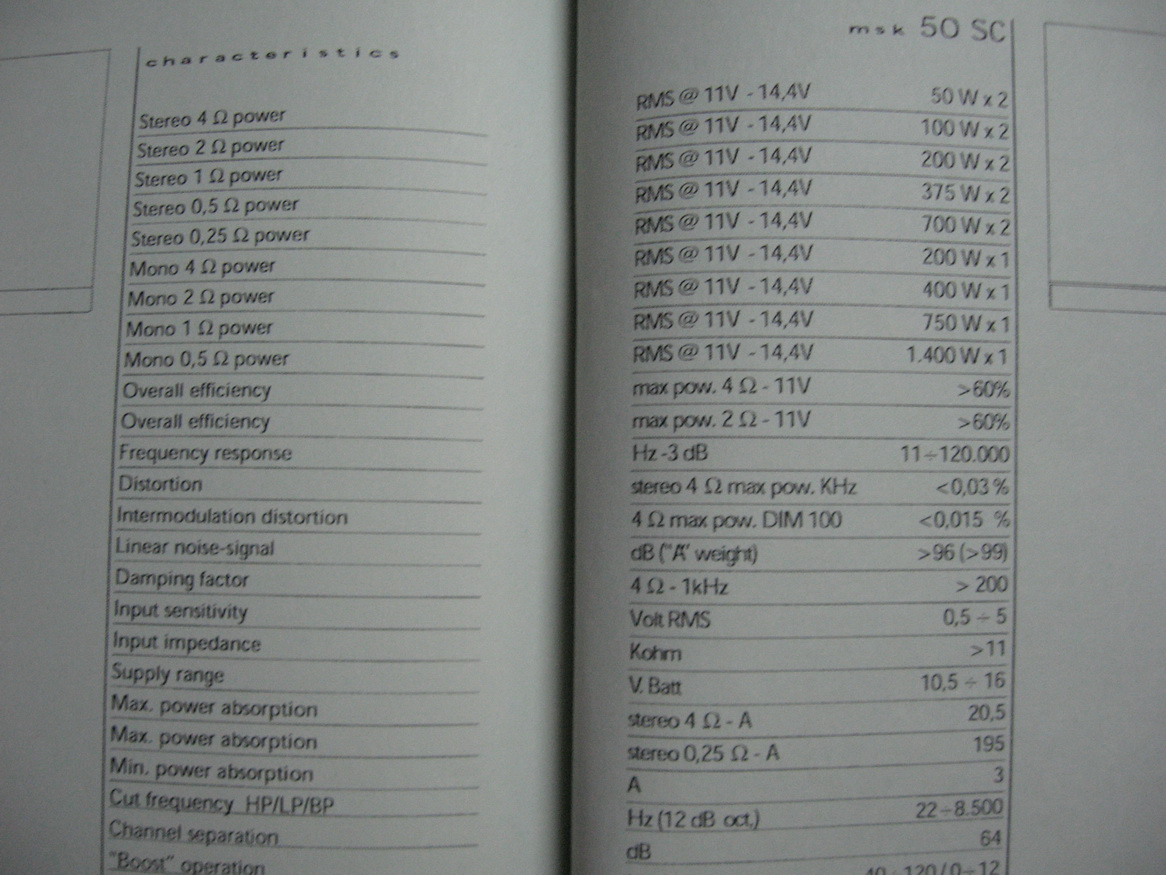 characteristics
msk 50 SC
Stereo 4 Ω power RMS @ 11V - 14,4V 50 W x 2
Stereo 2 Ω power RMS @ 11V - 14,4V 100 W x 2
Stereo 1 Ω power RMS @ 11V - 14,4V 200 W x 2
Stereo 0,5 Ω power RMS @ 11V - 14,4V 375 W x 2
Stereo 0,25 Ω power RMS @ 11V - 14,4V 700 W x 2
Mono 4 Ω power RMS @ 11V - 14,4V 200 W x 1
Mono 2 Ω power RMS @ 11V - 14,4V 400 W x 1
Mono 1 Ω power RMS @ 11V - 14,4V 750 W x 1
Mono 0,5 Ω power RMS @ 11V - 14,4V 1.400 W x 1
Overall efficiency max pow. 4 Ω - 11V >60%
Overall efficiency max pow. 2 Ω - 11V >60%
Frequency response Hz -3 dB 11÷120.000
Distortion stereo 4 Ω max pow. KHz <0,03 %
Intermodulation distortion 4 Ω max pow. DIM 100 <0,015 %
Linear noise-signal dB ("A" weight) >96 (>99)
Damping factor 4 Ω - 1kHz > 200
Input sensitivity Volt RMS 0,5 ÷ 5
Input impedance Kohm >11
Supply range V. Batt 10,5 ÷ 16
Max. power absorption stereo 4 Ω - A 20,5
Max. power absorption stereo 0,25 Ω - A 195
Min. power absorption A 3
Cut frequency HP/LP/BP Hz (12 dB oct.) 22÷8.500
Channel separation dB 64
"Boost" operation 40 - 120 / 0÷12